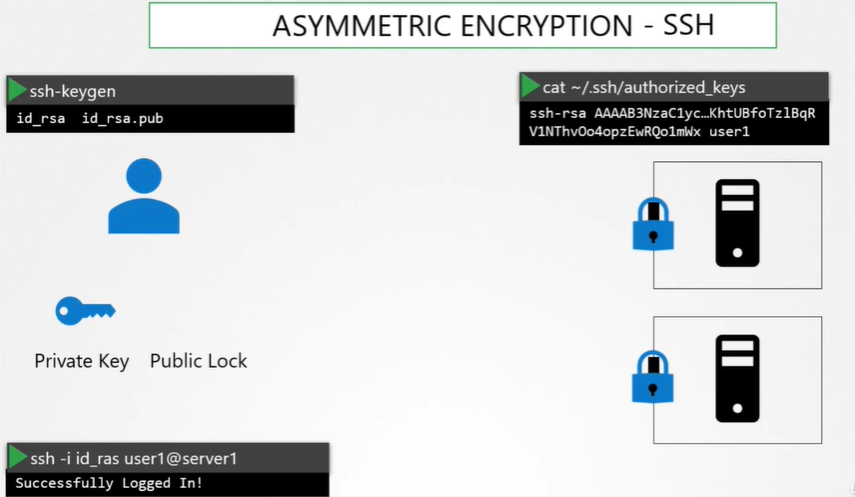 ASYMMETRIC ENCRYPTION - SSH
ssh-keygen
id_rsa id_rsa.pub
cat ~/.ssh/authorized_keys
ssh-rsa AAAAB3NzaC1yc…KhtUBfoTzlBqR
V1NThvOo4opzEwRQo1mWx user1
Private Key Public Lock
ssh -i id_ras user1@server1
Successfully Logged In!